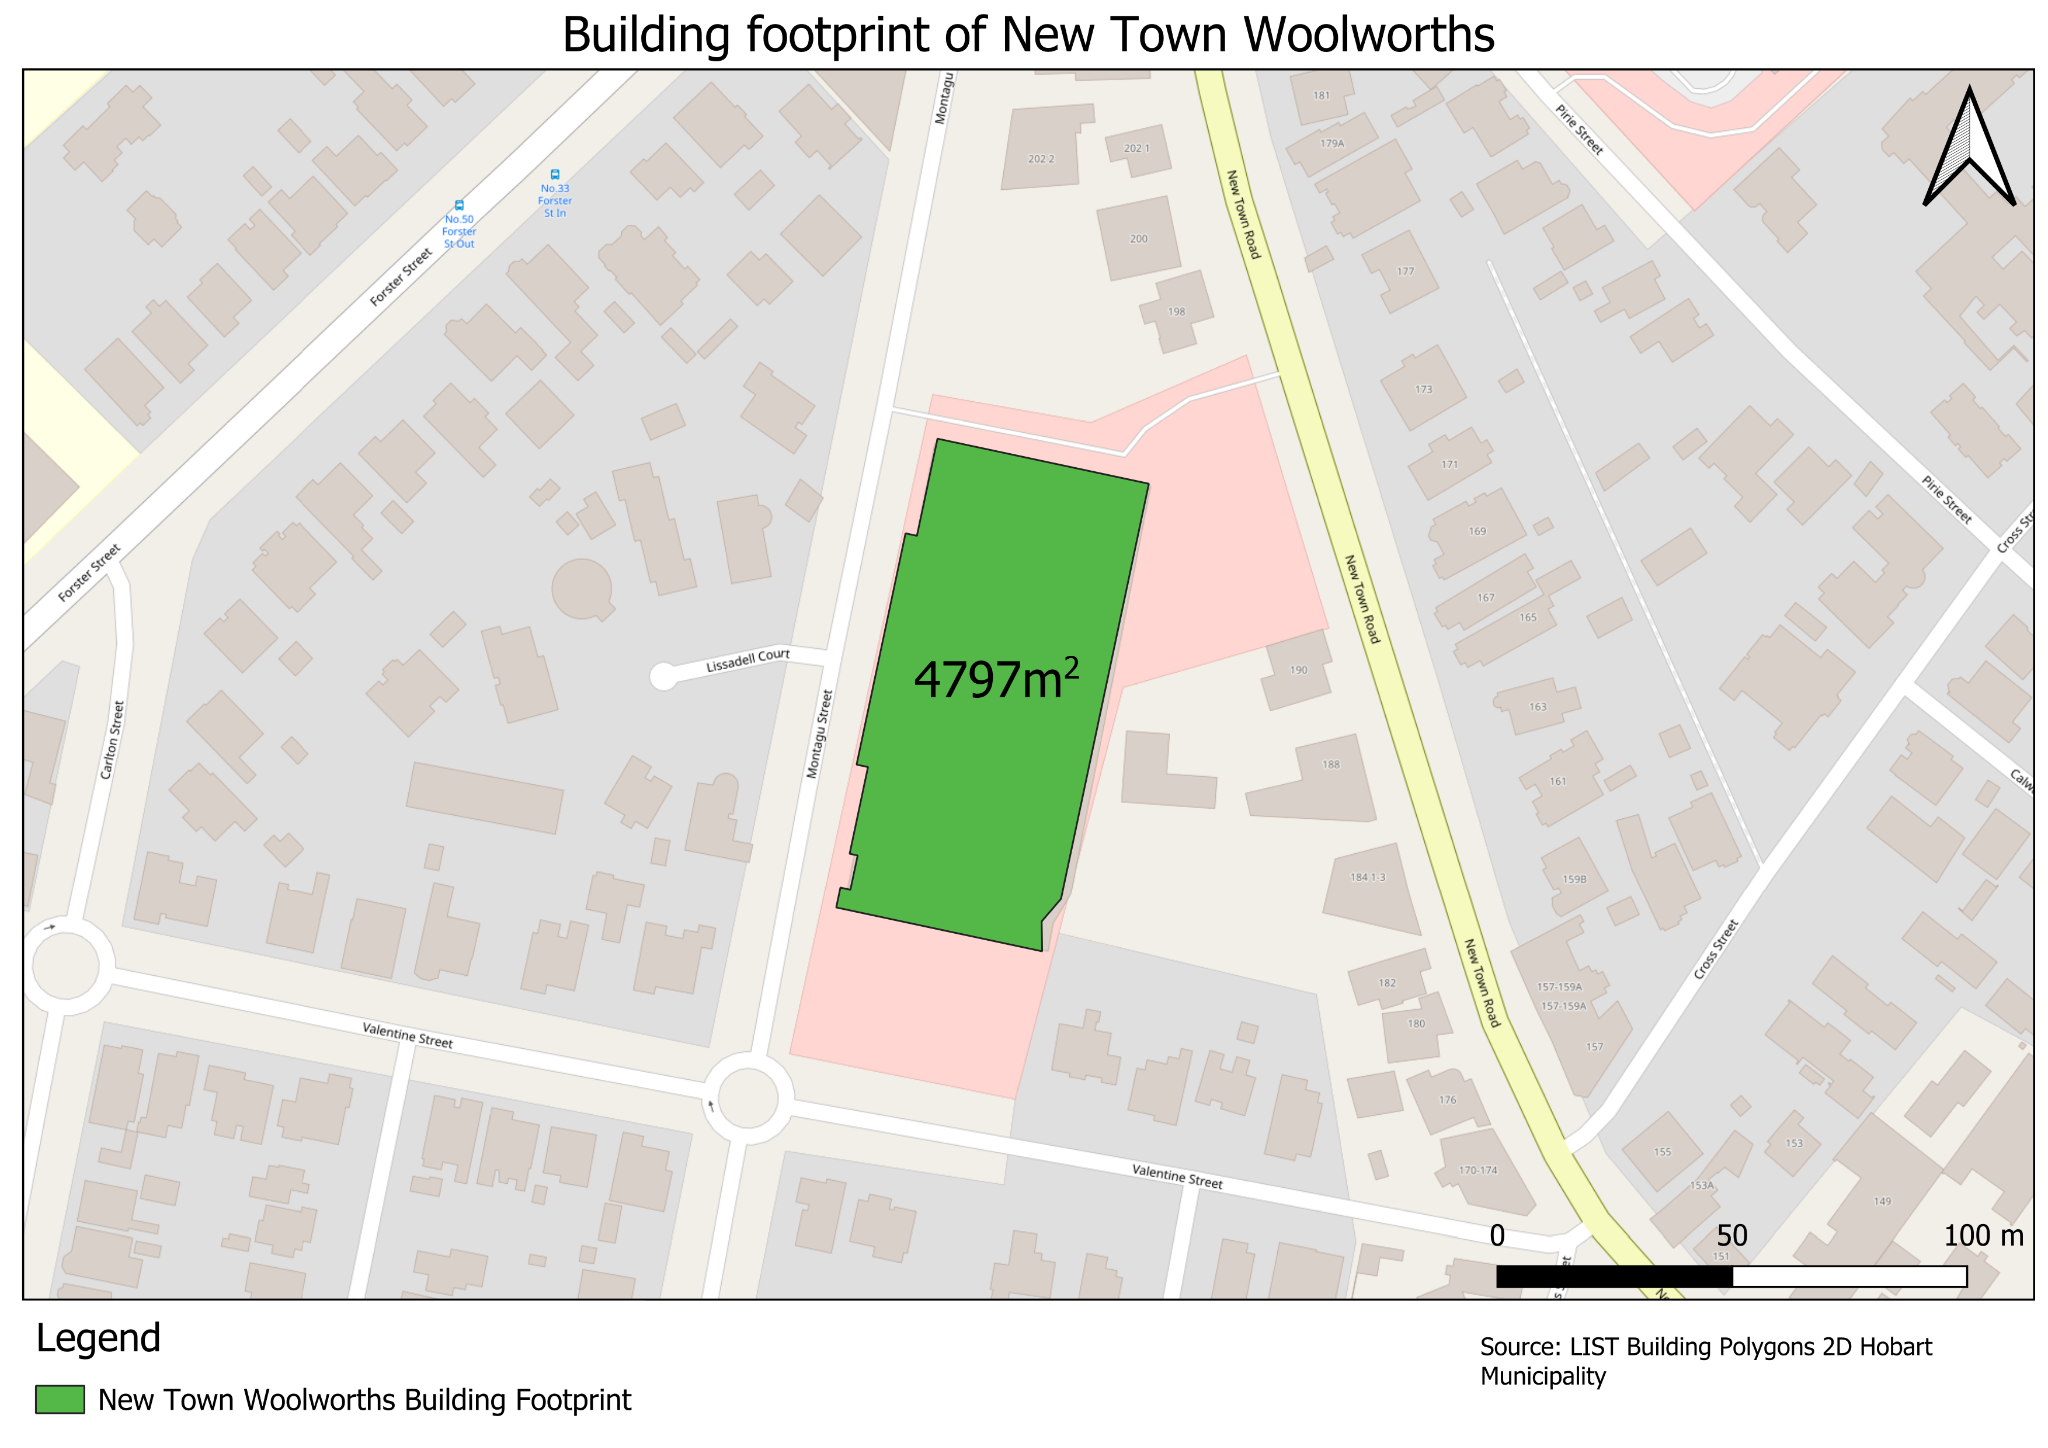 Building footprint of New Town Woolworths
Montagu
181
Pirie Street
179A
202 2
202 1
No.33
Forster
St In
No.50
Forster
St Out
New Town Road
200
Forster Street
177
198
173
171
Pirie Street
169
Cross Str
Forster Street
New Town Road
167
165
Lissadell Court
4797m²
190
163
Carlton Street
Montagu Street
188
161
Calw
184 1-3
159B
Cross Street
New Town Road
182
157-159A
157-159A
180
157
Valentine Street
176
153
155
170-174
Valentine Street
153A
149
151
0 50 100 m
Legend
New Town Woolworths Building Footprint
Source: LIST Building Polygons 2D Hobart
Municipality